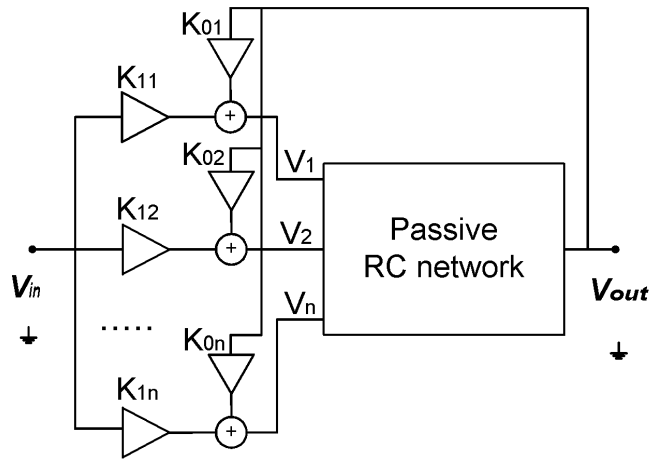 K01
K11
+
K02
V1
K12
+
V2
Passive
RC network
Vin
Vn
Vout
.....
K0n
K1n
+